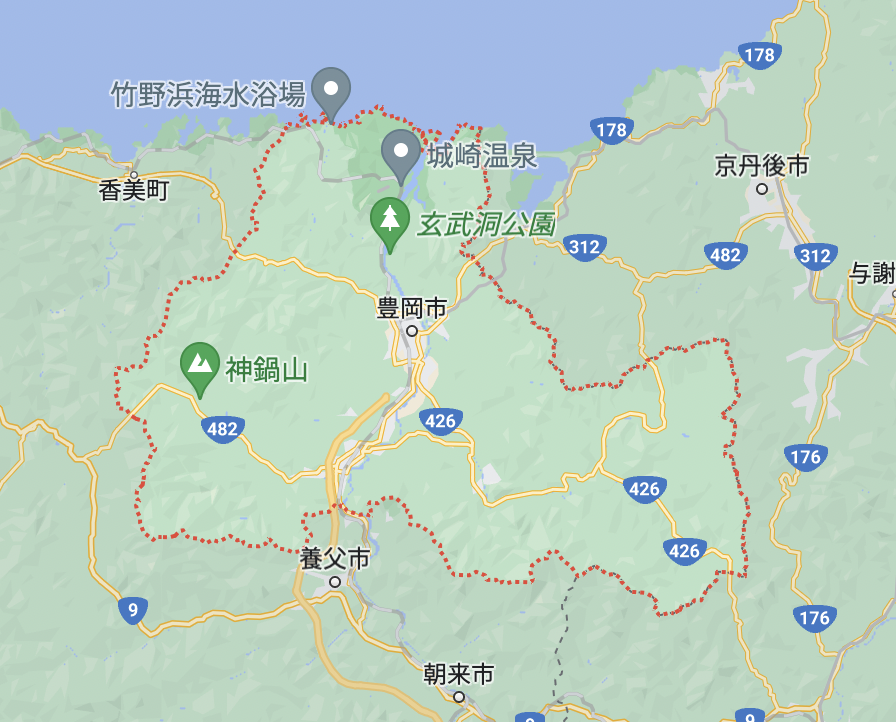 178
竹野浜海水浴場
178
城崎温泉
京丹後市
香美町
玄武洞公園
312
482
312
与謝
豊岡市
神鍋山
482
426
176
426
426
養父市
9
176
朝来市
9
9